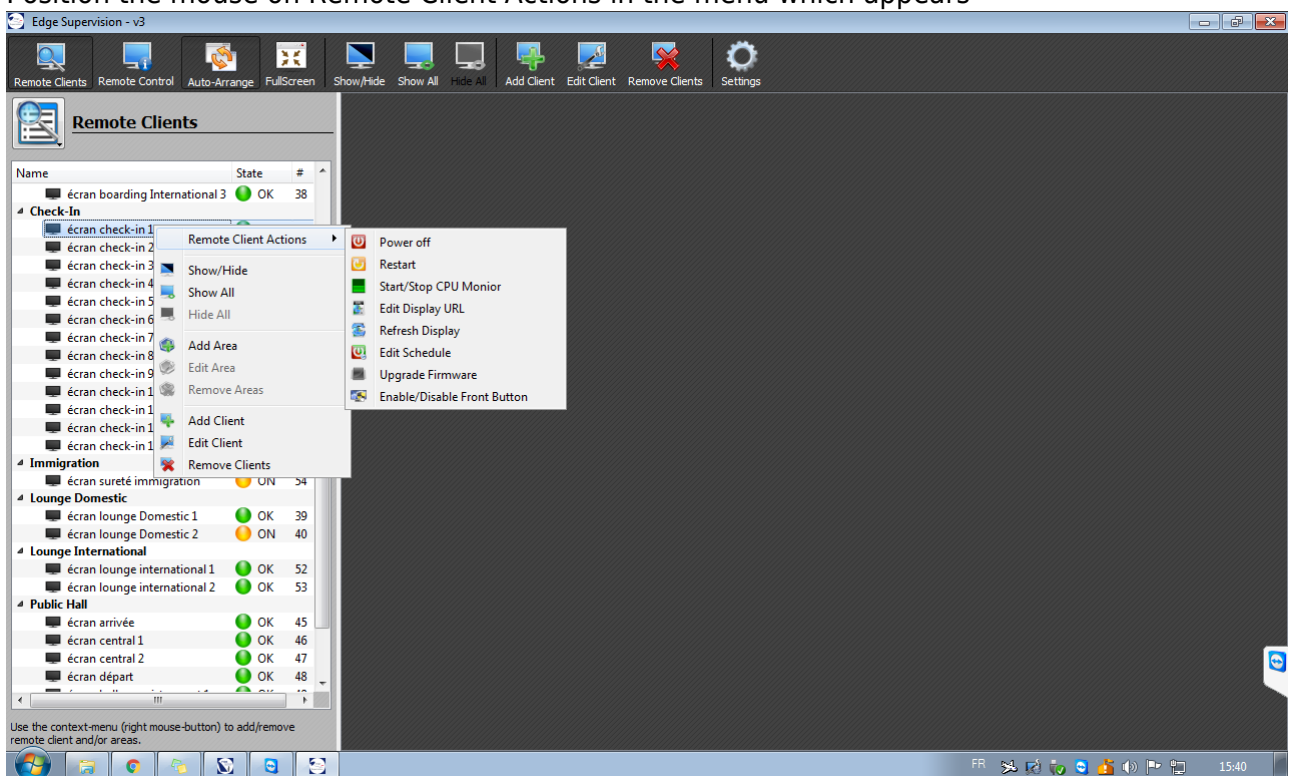 Position the mouse on Remote Client Actions in the menu which appears
Edge Supervision - v3
Remote Clients Remote Control Auto-Arrange FullScreen Show/Hide Show All Hide All Add Client Edit Client Remove Clients Settings
Remote Clients
Name State #
écran boarding International 3 OK 38
Check-In
écran check-in 1
écran check-in 2
écran check-in 3
écran check-in 4
écran check-in 5
écran check-in 6
écran check-in 7
écran check-in 8
écran check-in 9
écran check-in 1
écran check-in 1
écran check-in 1
écran check-in 1
Immigration
écran sureté immigration ON 54
Lounge Domestic
écran lounge Domestic 1 OK 39
écran lounge Domestic 2 ON 40
Lounge International
écran lounge international 1 OK 52
écran lounge international 2 OK 53
Public Hall
écran arrivée OK 45
écran central 1 OK 46
écran central 2 OK 47
écran départ OK 48
Remote Client Actions
Show/Hide
Show All
Hide All
Add Area
Edit Area
Remove Areas
Add Client
Edit Client
Remove Clients
Power off
Restart
Start/Stop CPU Monior
Edit Display URL
Refresh Display
Edit Schedule
Upgrade Firmware
Enable/Disable Front Button
Use the context-menu (right mouse-button) to add/remove
remote client and/or areas.
FR 15:40